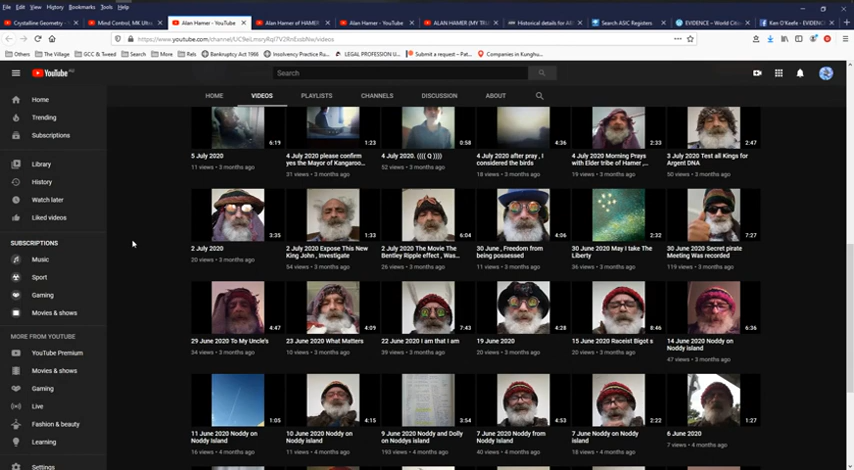 File Edit View History Bookmarks Tools Help
Crystalline Geometry -
Mind Control, MK Ultra
Alan Hamer - YouTube
Alan Hamer of HAMER
Alan Hamer - YouTube
ALAN HAMER (MY TR
Historical details for A
Search ASIC Registers
EVIDENCE – World Cit
Ken O'Keefe - EVIDENC
Others
The Village
GCC & Tweed
Search
More
Rels
Bankruptcy Act 1966
Insolvency Practice Ru
LEGAL PROFESSION U
Submit a request – Pat
Companies in Kunghu
YouTube
Search
HOME
VIDEOS
PLAYLISTS
CHANNELS
DISCUSSION
ABOUT
Home
Trending
Subscriptions
Library
History
Watch later
Liked videos
SUBSCRIPTIONS
Music
Sport
Gaming
Movies & shows
MORE FROM YOUTUBE
YouTube Premium
Movies & shows
Gaming
Live
Fashion & beauty
Learning
Settings
6:19
5 July 2020
11 views • 3 months ago
1:23
4 July 2020 please confirm
yes the Mayor of Kangaroo...
31 views • 3 months ago
0:58
4 July 2020. (((( Q ))))
52 views • 3 months ago
4:36
4 July 2020 after pray , I
considered the birds
18 views • 3 months ago
2:33
4 July 2020 Morning Prays
with Elder tribe of Hamer ,...
19 views • 3 months ago
2:47
3 July 2020 Test all Kings for
Argent DNA
50 views • 3 months ago
3:35
2 July 2020
20 views • 3 months ago
1:33
2 July 2020 Expose This New
King John , Investigate
54 views • 3 months ago
6:04
2 July 2020 The Movie The
Bentley Ripple effect , Was...
26 views • 3 months ago
4:06
30 June , Freedom from
being possessed
11 views • 3 months ago
2:32
30 June 2020 May I take The
Liberty
36 views • 3 months ago
7:27
30 June 2020 Secret pirate
Meeting Was recorded
119 views • 3 months ago
4:47
29 June 2020 To My Uncle's
34 views • 3 months ago
4:09
23 June 2020 What Matters
10 views • 3 months ago
7:43
22 June 2020 I am that I am
39 views • 3 months ago
4:28
19 June 2020
20 views • 3 months ago
8:46
15 June 2020 Raceist Bigot s
8 views • 3 months ago
6:36
14 June 2020 Noddy on
Noddy island
47 views • 3 months ago
1:05
11 June 2020 Noddy on
Noddy Island
16 views • 4 months ago
4:15
10 June 2020 Noddy on
Noddy island
11 views • 4 months ago
3:54
9 June 2020 Noddy and Dolly
on Noddys island
193 views • 4 months ago
4:53
7 June 2020 Noddy from
Noddy Island
40 views • 4 months ago
2:22
7 June Noddy on Noddy
Island
18 views • 4 months ago
1:27
6 June 2020
7 views • 4 months ago